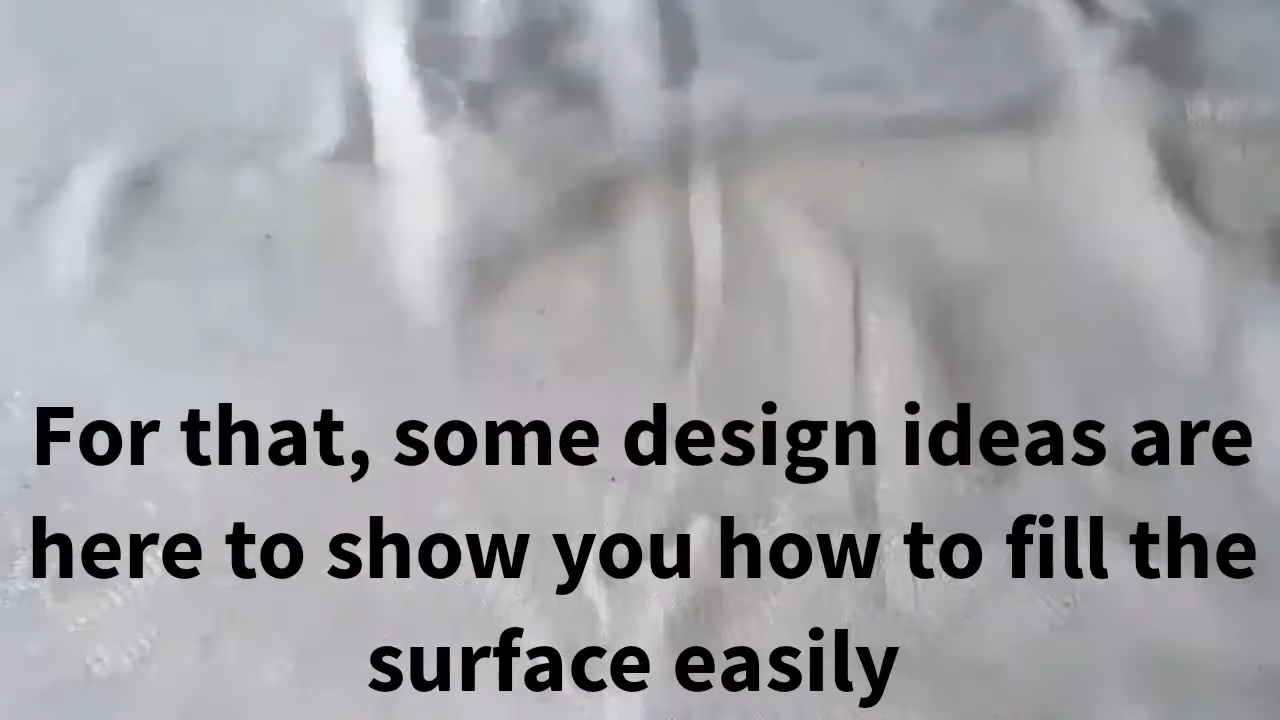 For that, some design ideas are
here to show you how to fill the
surface easily